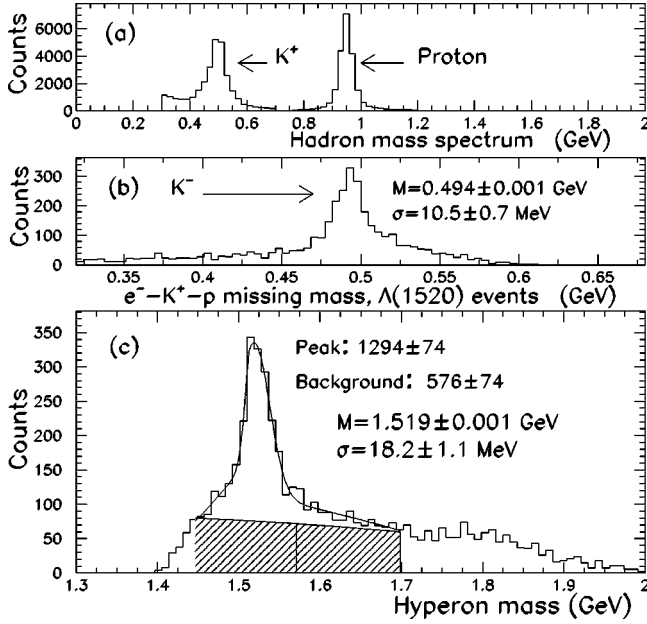 (a)
K+
Proton
Counts
6000
4000
2000
0
0 0.2 0.4 0.6 0.8 1 1.2 1.4 1.6 1.8 2
Hadron mass spectrum (GeV)
(b)
K-
M=0.494±0.001 GeV
σ=10.5±0.7 MeV
Counts
300
200
100
0
0.35 0.4 0.45 0.5 0.55 0.6 0.65
e⁻-K⁺-p missing mass, Λ(1520) events (GeV)
(c)
Peak: 1294±74
Background: 576±74
M=1.519±0.001 GeV
σ=18.2±1.1 MeV
Counts
350
300
250
200
150
100
50
0
1.3 1.4 1.5 1.6 1.7 1.8 1.9 2
Hyperon mass (GeV)